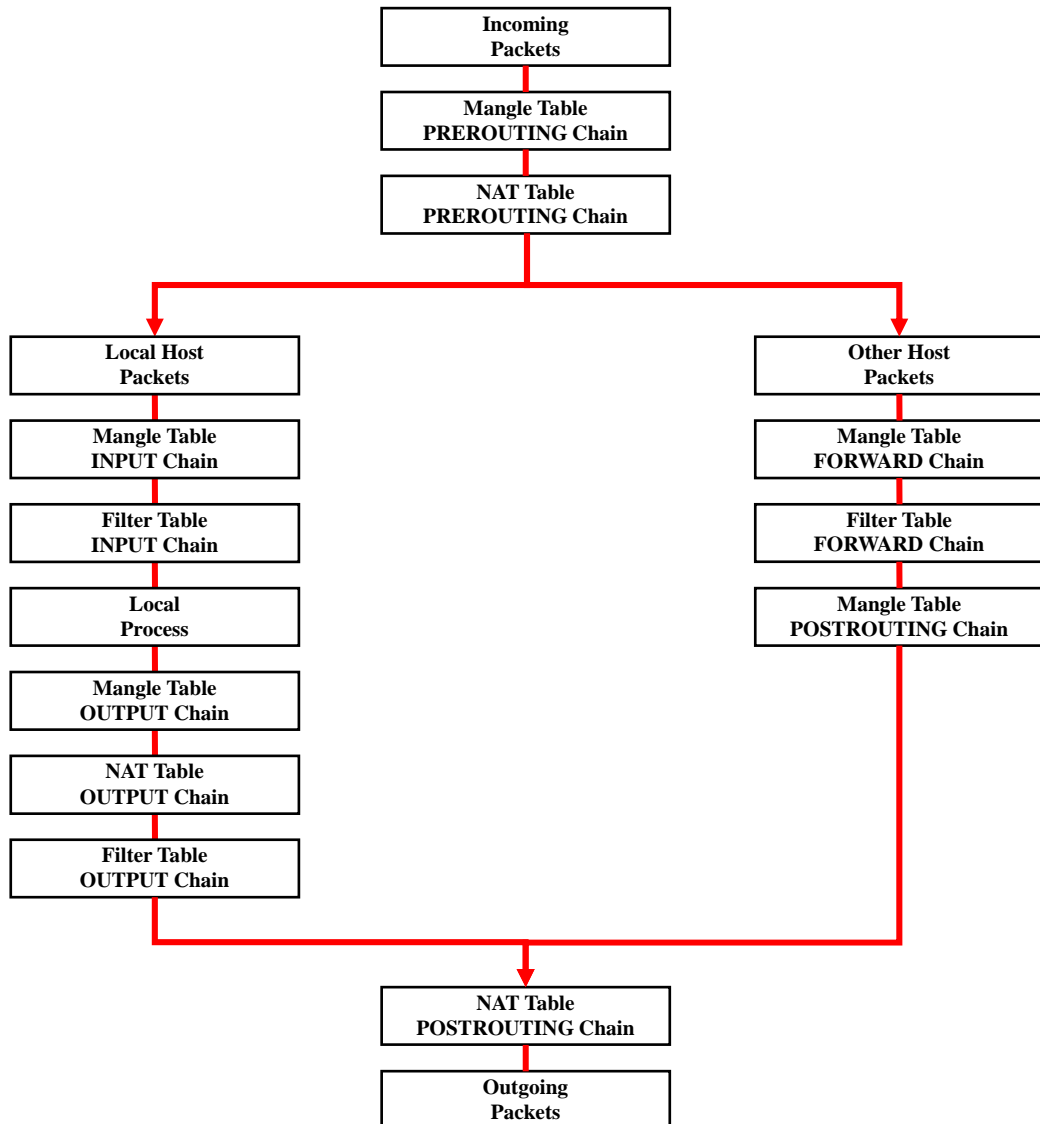 Incoming
Packets
Mangle Table
PREROUTING Chain
NAT Table
PREROUTING Chain
Local Host
Packets
Mangle Table
INPUT Chain
Filter Table
INPUT Chain
Local
Process
Mangle Table
OUTPUT Chain
NAT Table
OUTPUT Chain
Filter Table
OUTPUT Chain
Other Host
Packets
Mangle Table
FORWARD Chain
Filter Table
FORWARD Chain
Mangle Table
POSTROUTING Chain
NAT Table
POSTROUTING Chain
Outgoing
Packets